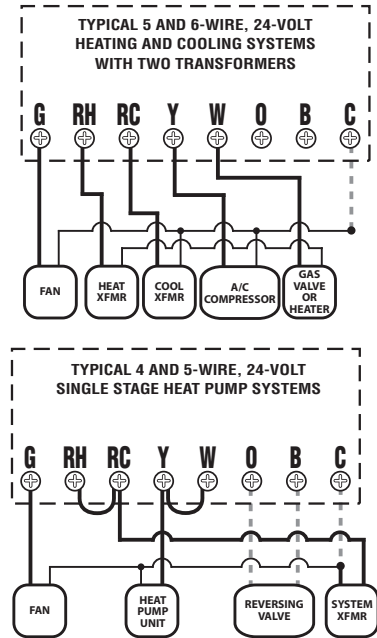 TYPICAL 5 AND 6-WIRE, 24-VOLT
HEATING AND COOLING SYSTEMS
WITH TWO TRANSFORMERS
G RH RC Y W O B C
FAN
HEAT
XFMR
COOL
XFMR
A/C
COMPRESSOR
GAS
VALVE
OR
HEATER
TYPICAL 4 AND 5-WIRE, 24-VOLT
SINGLE STAGE HEAT PUMP SYSTEMS
G RH RC Y W O B C
FAN
HEAT
PUMP
UNIT
REVERSING
VALVE
SYSTEM
XFMR